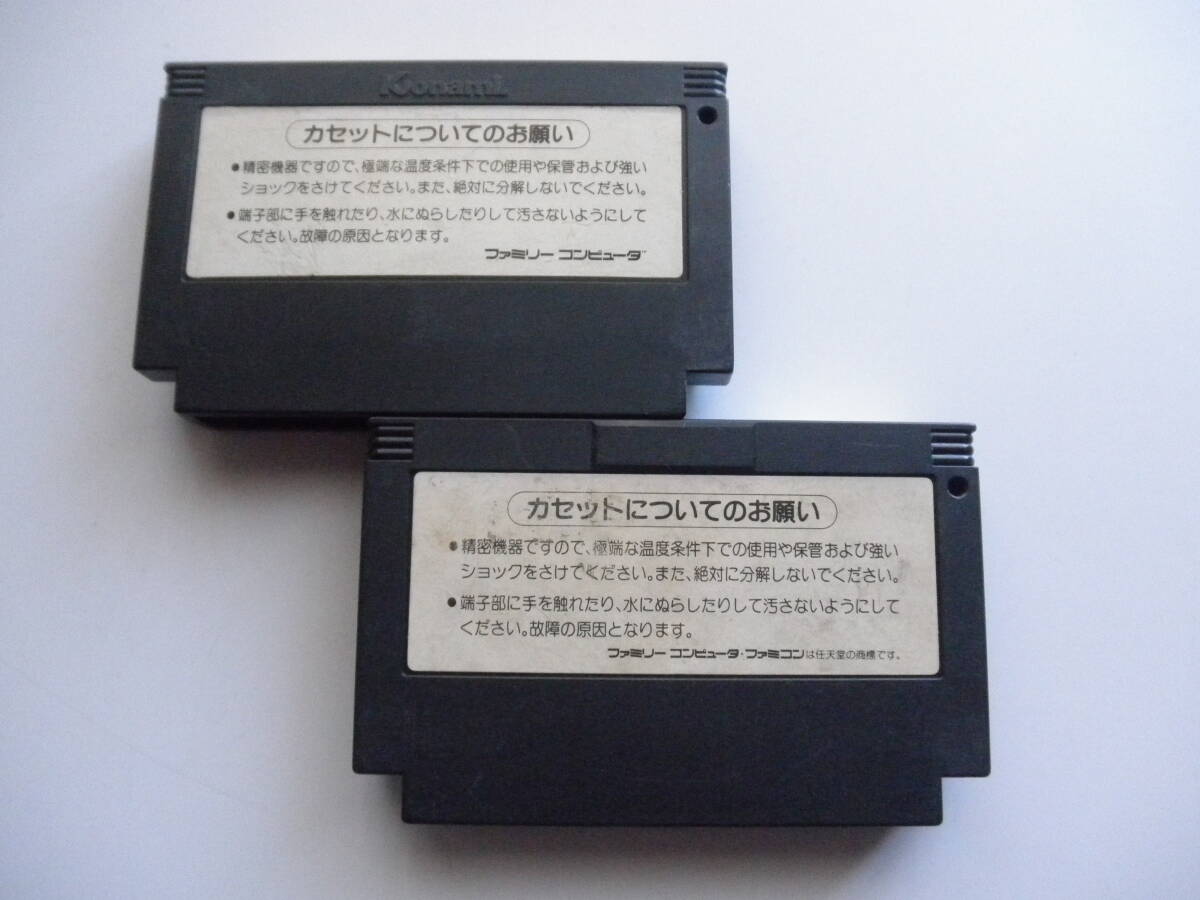 Konami
カセットについてのお願い
●精密機器ですので、極端な温度条件下での使用や保管および強い
ショックをさけてください。また、絶対に分解しないでください。
●端子部に手を触れたり、水にぬらしたりして汚さないようにして
ください。故障の原因となります。
ファミリー コンピュータ™
カセットについてのお願い
●精密機器ですので、極端な温度条件下での使用や保管および強い
ショックをさけてください。また、絶対に分解しないでください。
●端子部に手を触れたり、水にぬらしたりして汚さないようにして
ください。故障の原因となります。
ファミリー コンピュータ・ファミコンは任天堂の商標です。